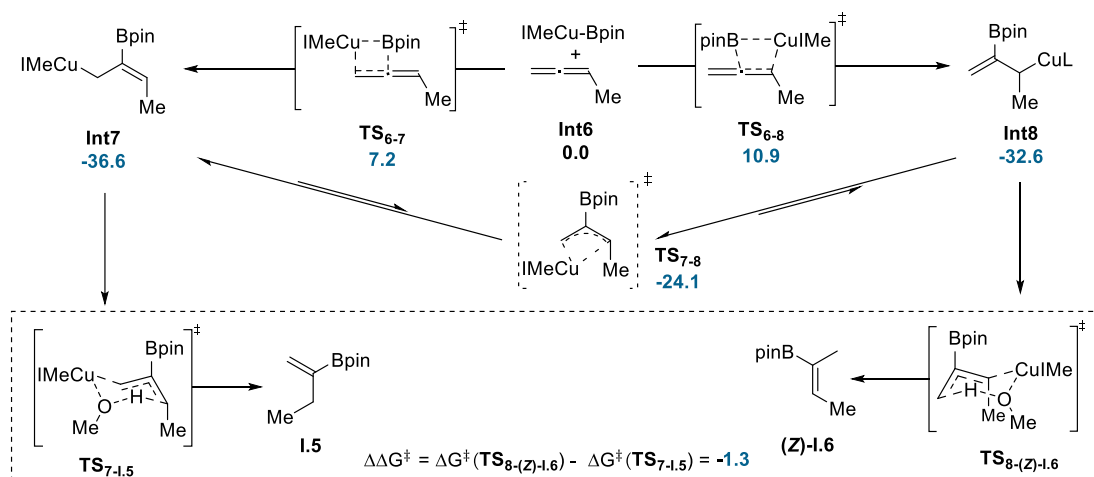 Bpin
IMeCu
Me
Int7
-36.6
IMeCu
Bpin
Me
‡
TS6-7
7.2
IMeCu-Bpin
+
Me
Int6
0.0
pinB
CuIMe
Me
‡
TS6-8
10.9
Bpin
CuL
Me
Int8
-32.6
Bpin
IMeCu
Me
‡
TS7-8
-24.1
Bpin
IMeCu
H
O
Me
Me
‡
TS7-I.5
Bpin
Me
I.5
pinB
Me
(Z)-I.6
Bpin
CuIMe
H
O
Me
Me
‡
TS8-(Z)-I.6
ΔΔG‡ = ΔG‡(TS8-(Z)-I.6) - ΔG‡(TS7-I.5) = -1.3